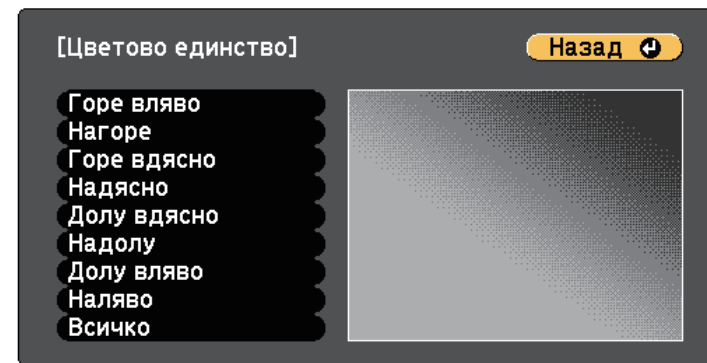 [Цветово единство]
Назад
Горе вляво
Нагоре
Горе вдясно
Надясно
Долу вдясно
Надолу
Долу вляво
Наляво
Всичко